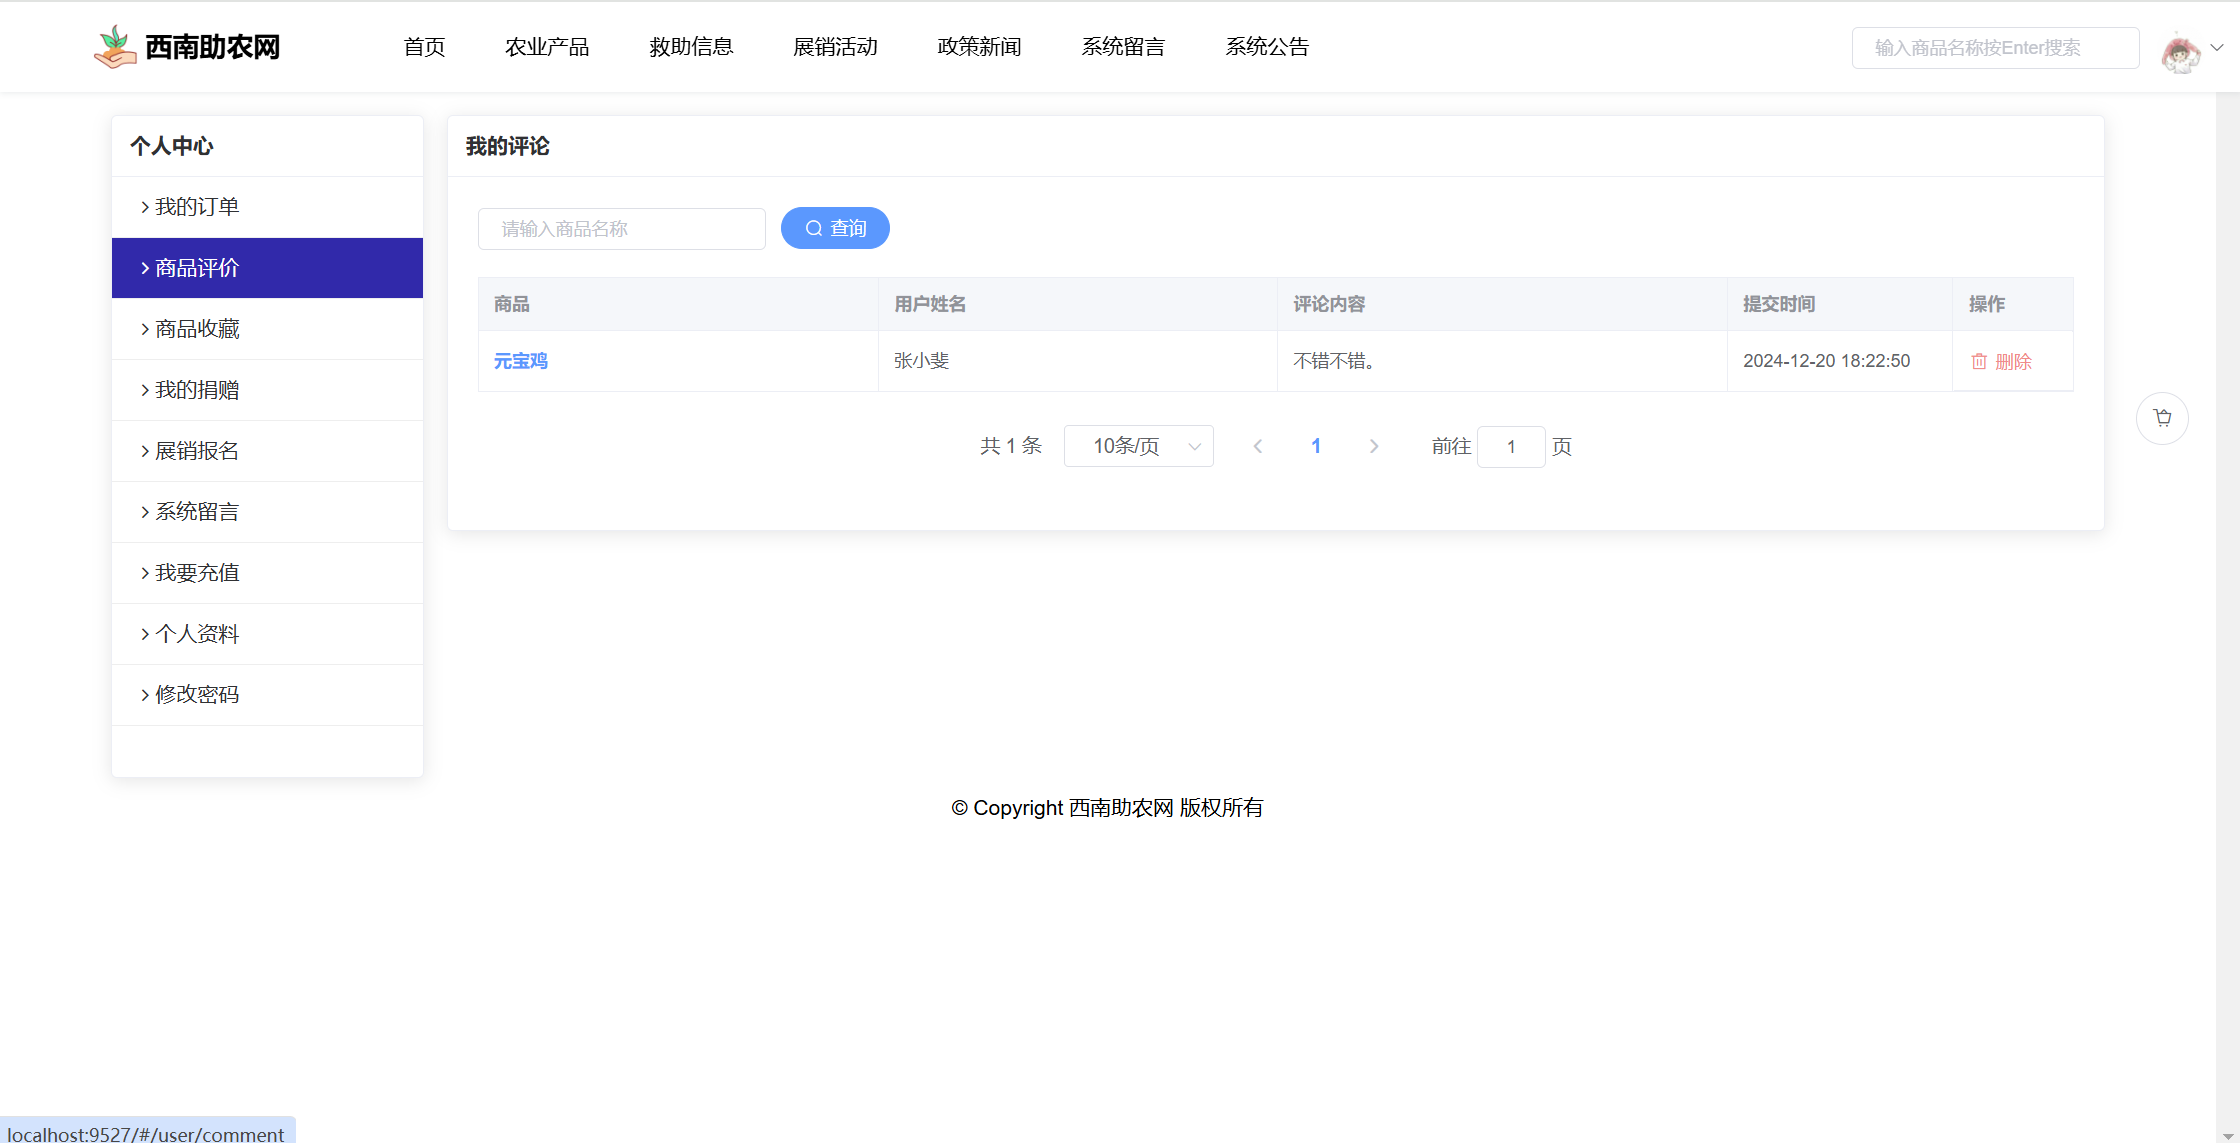 西南助农网 首页 农业产品 救助信息 展销活动 政策新闻 系统留言 系统公告 输入商品名称按Enter搜索
个人中心
我的订单
商品评价
商品收藏
我的捐赠
展销报名
系统留言
我要充值
个人资料
修改密码
我的评论
请输入商品名称 查询
商品 用户姓名 评论内容 提交时间 操作
元宝鸡 张小斐 不错不错。 2024-12-20 18:22:50 删除
共 1 条 10条/页 1 前往 1 页
© Copyright 西南助农网 版权所有
localhost:9527/#/user/comment